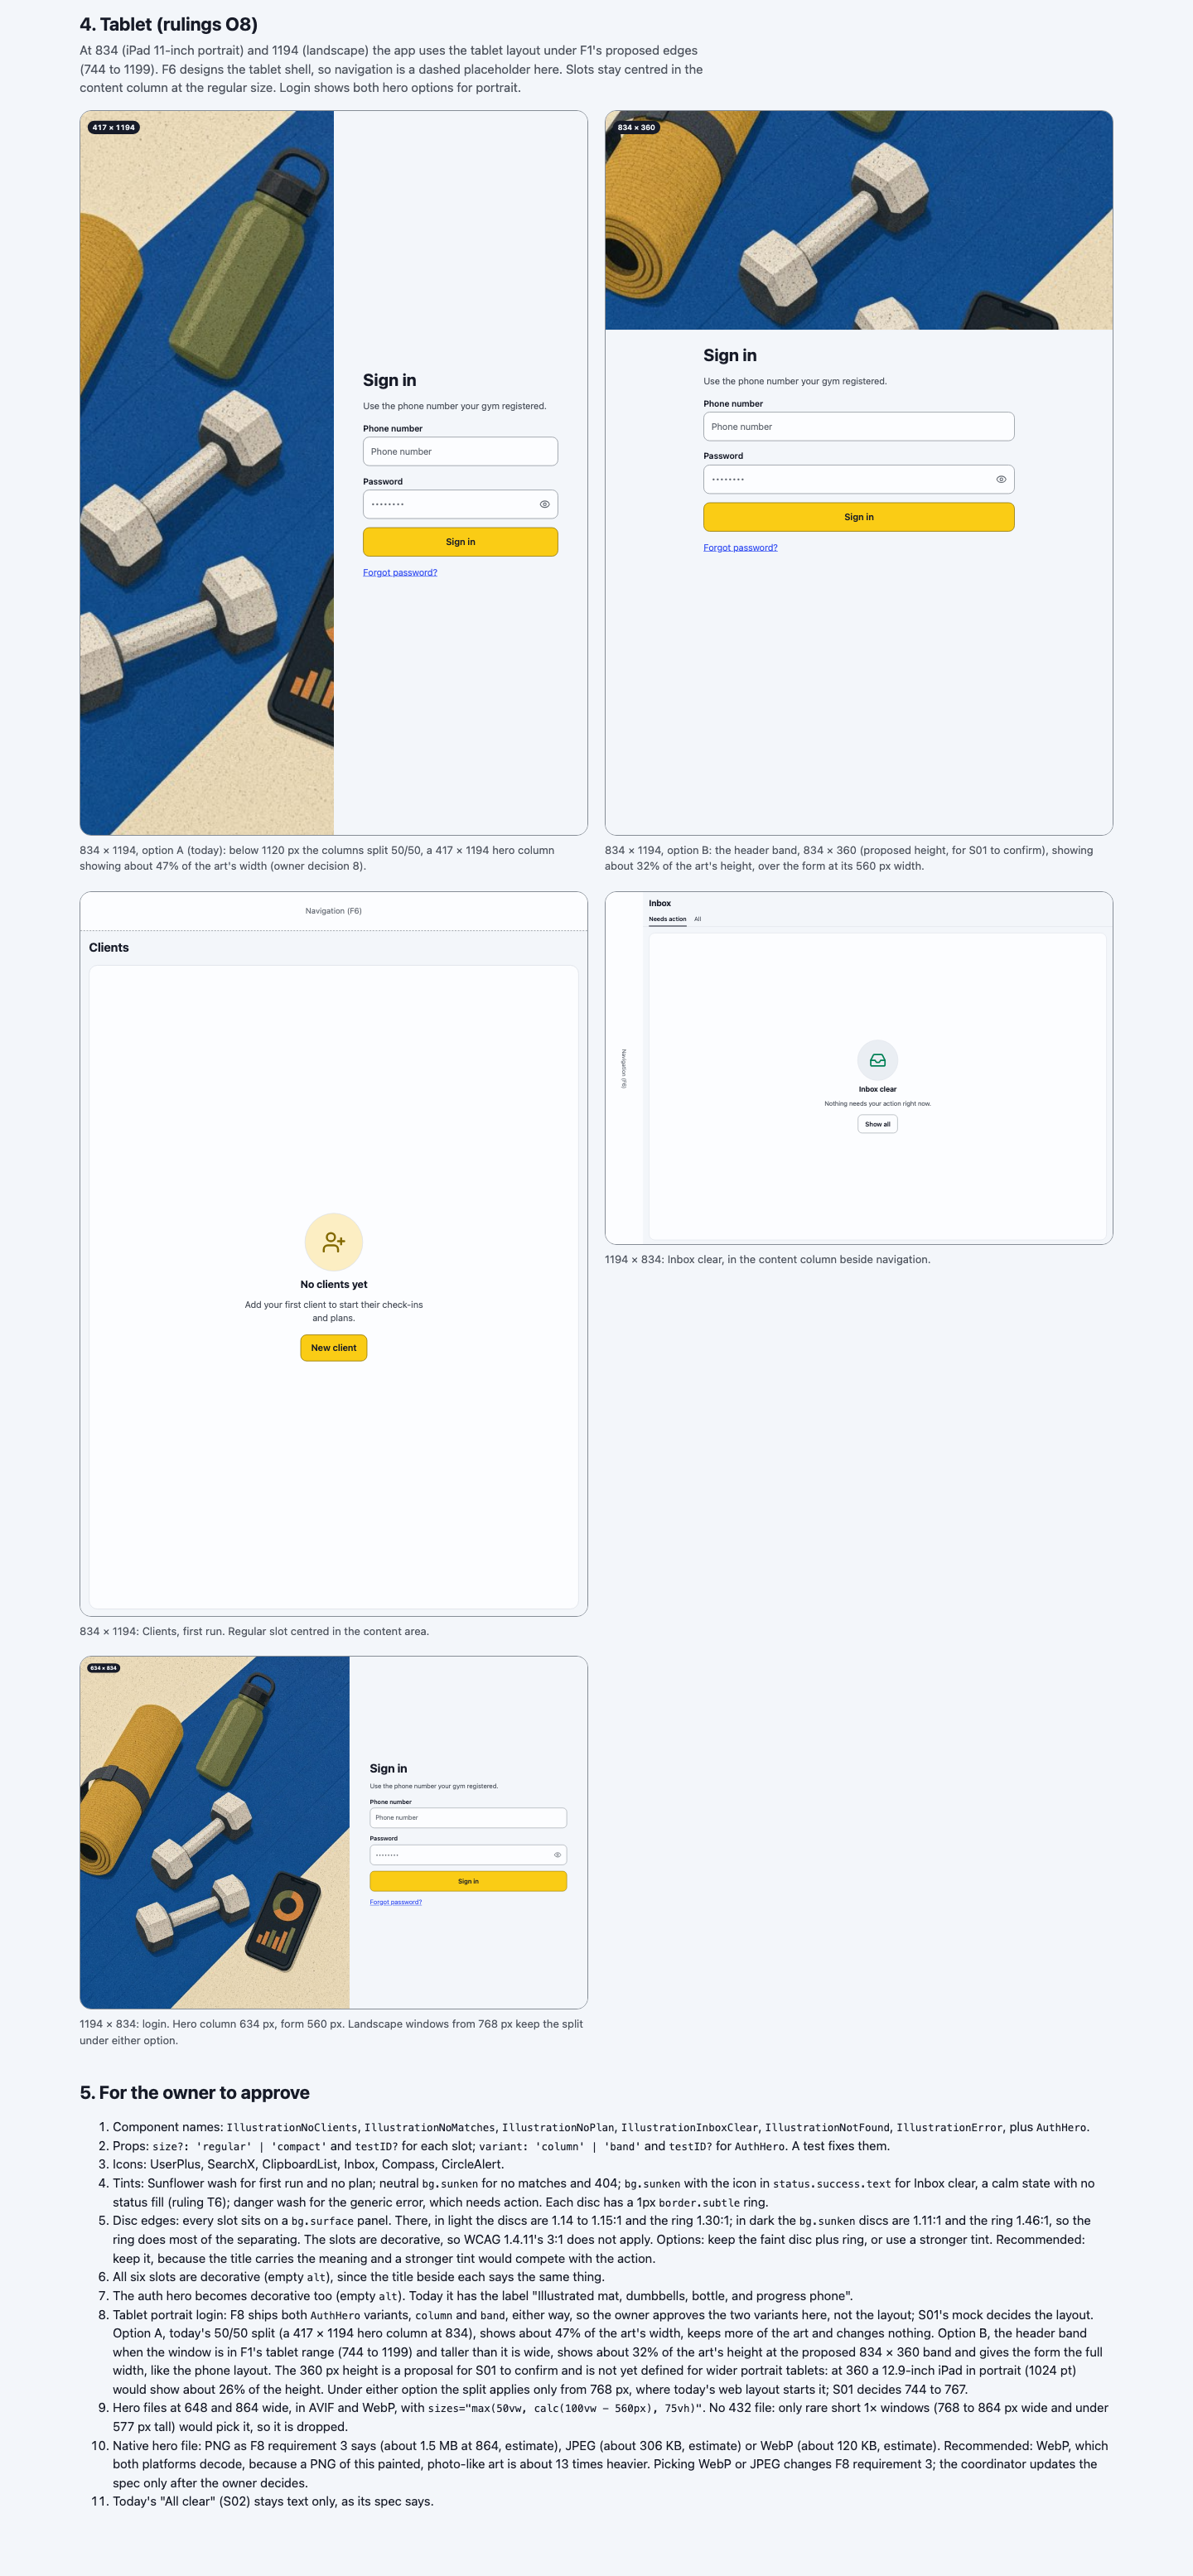 4. Tablet (rulings O8)
At 834 (iPad 11-inch portrait) and 1194 (landscape) the app uses the tablet layout under F1's proposed edges
(744 to 1199). F6 designs the tablet shell, so navigation is a dashed placeholder here. Slots stay centred in the
content column at the regular size. Login shows both hero options for portrait.
417 × 1194
Sign in
Use the phone number your gym registered.
Phone number
Phone number
Password
••••••••
Sign in
Forgot password?
834 × 1194, option A (today): below 1120 px the columns split 50/50, a 417 × 1194 hero column
showing about 47% of the art's width (owner decision 8).
834 × 360
Sign in
Use the phone number your gym registered.
Phone number
Phone number
Password
••••••••
Sign in
Forgot password?
834 × 1194, option B: the header band, 834 × 360 (proposed height, for S01 to confirm), showing
about 32% of the art's height, over the form at its 560 px width.
Navigation (F6)
Clients
No clients yet
Add your first client to start their check-ins
and plans.
New client
834 × 1194: Clients, first run. Regular slot centred in the content area.
Navigation (F6)
Inbox
Needs action All
Inbox clear
Nothing needs your action right now.
Show all
1194 × 834: Inbox clear, in the content column beside navigation.
634 × 834
Sign in
Use the phone number your gym registered.
Phone number
Phone number
Password
••••••••
Sign in
Forgot password?
1194 × 834: login. Hero column 634 px, form 560 px. Landscape windows from 768 px keep the split
under either option.
5. For the owner to approve
1. Component names: IllustrationNoClients, IllustrationNoMatches, IllustrationNoPlan, IllustrationInboxClear, IllustrationNotFound, IllustrationError, plus AuthHero.
2. Props: size?: 'regular' | 'compact' and testID? for each slot; variant: 'column' | 'band' and testID? for AuthHero. A test fixes them.
3. Icons: UserPlus, SearchX, ClipboardList, Inbox, Compass, CircleAlert.
4. Tints: Sunflower wash for first run and no plan; neutral bg.sunken for no matches and 404; bg.sunken with the icon in status.success.text for Inbox clear, a calm state with no
status fill (ruling T6); danger wash for the generic error, which needs action. Each disc has a 1px border.subtle ring.
5. Disc edges: every slot sits on a bg.surface panel. There, in light the discs are 1.14 to 1.15:1 and the ring 1.30:1; in dark the bg.sunken discs are 1.11:1 and the ring 1.46:1, so the
ring does most of the separating. The slots are decorative, so WCAG 1.4.11's 3:1 does not apply. Options: keep the faint disc plus ring, or use a stronger tint. Recommended:
keep it, because the title carries the meaning and a stronger tint would compete with the action.
6. All six slots are decorative (empty alt), since the title beside each says the same thing.
7. The auth hero becomes decorative too (empty alt). Today it has the label "Illustrated mat, dumbbells, bottle, and progress phone".
8. Tablet portrait login: F8 ships both AuthHero variants, column and band, either way, so the owner approves the two variants here, not the layout; S01's mock decides the layout.
Option A, today's 50/50 split (a 417 × 1194 hero column at 834), shows about 47% of the art's width, keeps more of the art and changes nothing. Option B, the header band
when the window is in F1's tablet range (744 to 1199) and taller than it is wide, shows about 32% of the art's height at the proposed 834 × 360 band and gives the form the full
width, like the phone layout. The 360 px height is a proposal for S01 to confirm and is not yet defined for wider portrait tablets: at 360 a 12.9-inch iPad in portrait (1024 pt)
would show about 26% of the height. Under either option the split applies only from 768 px, where today's web layout starts it; S01 decides 744 to 767.
9. Hero files at 648 and 864 wide, in AVIF and WebP, with sizes="max(50vw, calc(100vw − 560px), 75vh)". No 432 file: only rare short 1× windows (768 to 864 px wide and under
577 px tall) would pick it, so it is dropped.
10. Native hero file: PNG as F8 requirement 3 says (about 1.5 MB at 864, estimate), JPEG (about 306 KB, estimate) or WebP (about 120 KB, estimate). Recommended: WebP, which
both platforms decode, because a PNG of this painted, photo-like art is about 13 times heavier. Picking WebP or JPEG changes F8 requirement 3; the coordinator updates the
spec only after the owner decides.
11. Today's "All clear" (S02) stays text only, as its spec says.